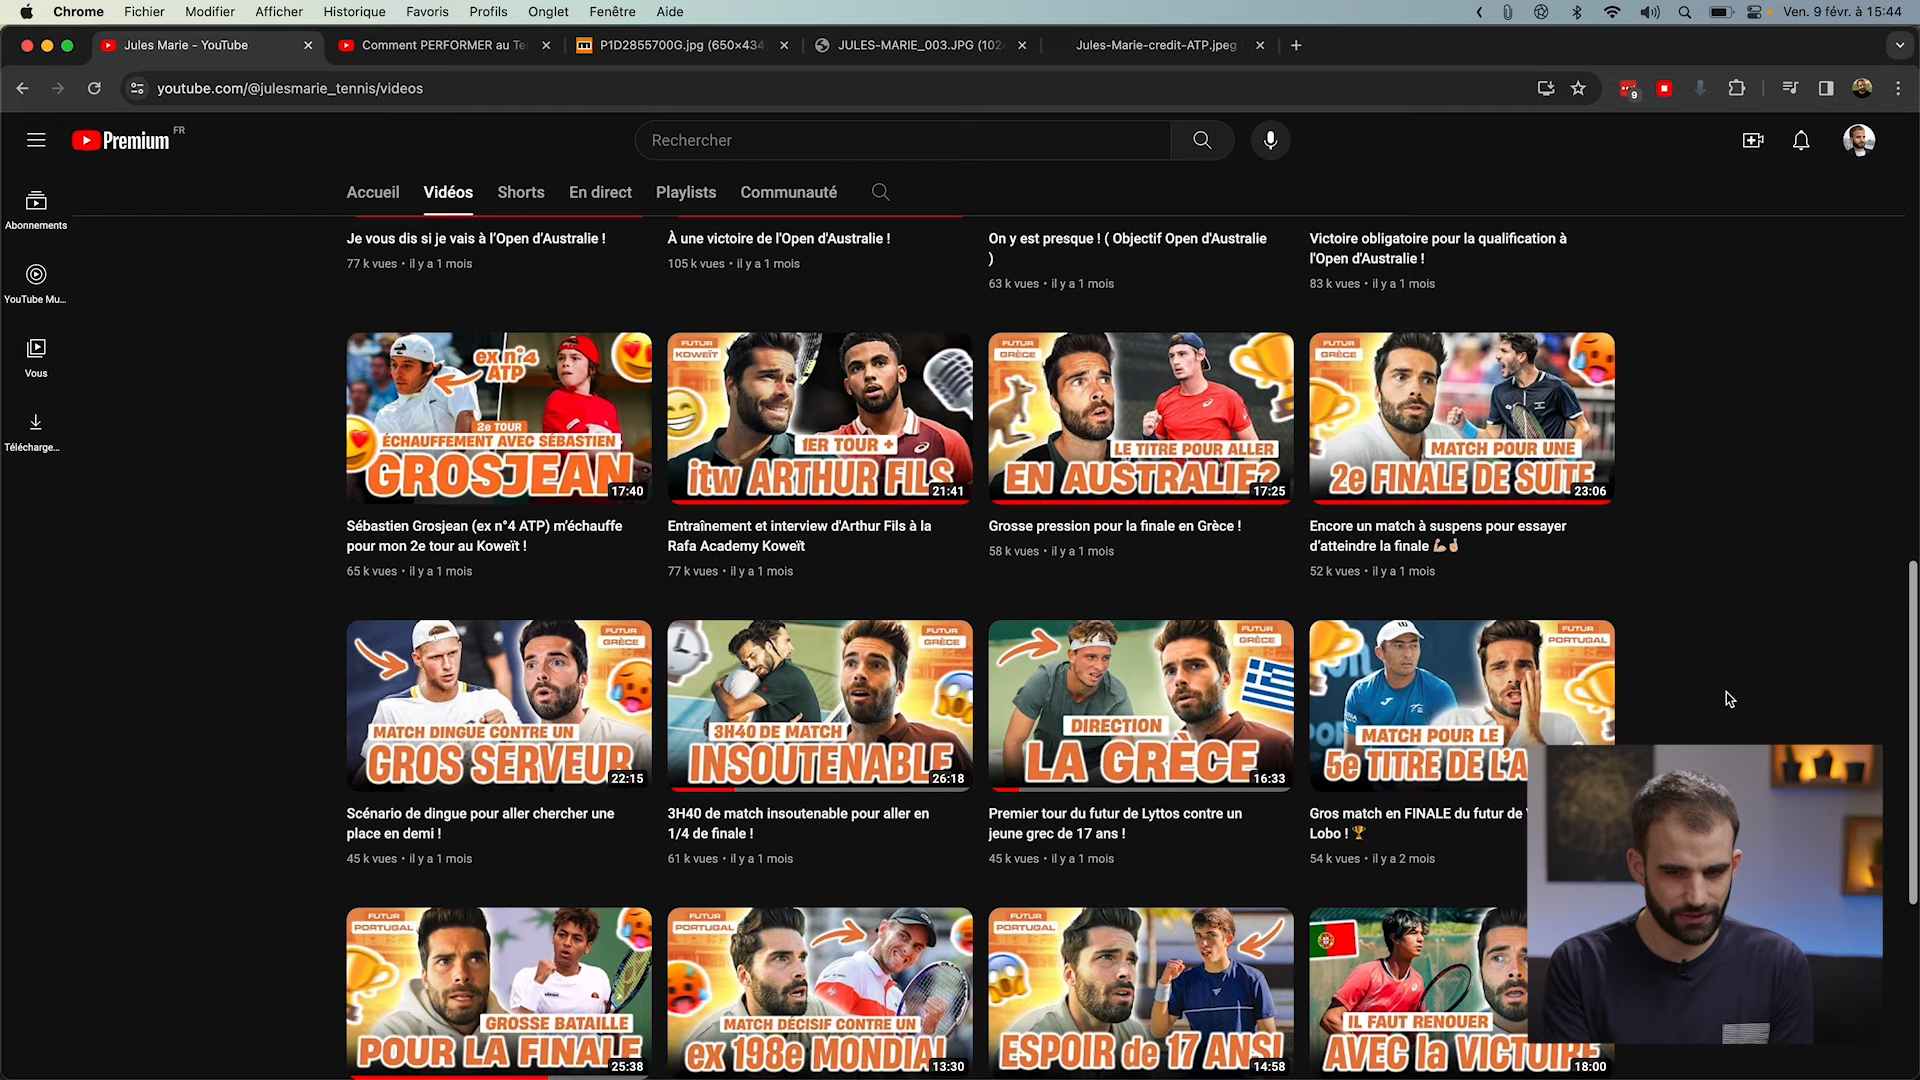 Chrome Fichier Modifier Afficher Historique Favoris Profils Onglet Fenêtre Aide Ven. 9 févr. à 15:44
Jules Marie - YouTube Comment PERFORMER au Te P1D2855700G.jpg (650×434 JULES-MARIE_003.JPG (102 Jules-Marie-credit-ATP.jpeg
youtube.com/@julesmarie_tennis/videos 9
Premium FR
Rechercher
Accueil Vidéos Shorts En direct Playlists Communauté
Abonnements
YouTube Mu...
Vous
Télécharge...
Je vous dis si je vais à l'Open d'Australie !
77 k vues • il y a 1 mois
À une victoire de l'Open d'Australie !
105 k vues • il y a 1 mois
On y est presque ! ( Objectif Open d'Australie
)
63 k vues • il y a 1 mois
Victoire obligatoire pour la qualification à
l'Open d'Australie !
83 k vues • il y a 1 mois
ex n°4
ATP
2e TOUR
ÉCHAUFFEMENT AVEC SÉBASTIEN
GROSJEAN
17:40
Sébastien Grosjean (ex n°4 ATP) m'échauffe
pour mon 2e tour au Koweït !
65 k vues • il y a 1 mois
FUTUR
KOWEÏT
1ER TOUR +
itw ARTHUR FILS
21:41
Entraînement et interview d'Arthur Fils à la
Rafa Academy Koweït
77 k vues • il y a 1 mois
FUTUR
GRÈCE
LE TITRE POUR ALLER
EN AUSTRALIE?
17:25
Grosse pression pour la finale en Grèce !
58 k vues • il y a 1 mois
FUTUR
GRÈCE
MATCH POUR UNE
2e FINALE DE SUITE
23:06
Encore un match à suspens pour essayer
d'atteindre la finale 💪🏼🤞🏼
52 k vues • il y a 1 mois
FUTUR
GRÈCE
MATCH DINGUE CONTRE UN
GROS SERVEUR
22:15
Scénario de dingue pour aller chercher une
place en demi !
45 k vues • il y a 1 mois
FUTUR
GRÈCE
3H40 DE MATCH
INSOUTENABLE
26:18
3H40 de match insoutenable pour aller en
1/4 de finale !
61 k vues • il y a 1 mois
FUTUR
GRÈCE
DIRECTION
LA GRÈCE
16:33
Premier tour du futur de Lyttos contre un
jeune grec de 17 ans !
45 k vues • il y a 1 mois
FUTUR
PORTUGAL
MATCH POUR LE
5e TITRE DE L'A
Gros match en FINALE du futur de
Lobo ! 🏆
54 k vues • il y a 2 mois
FUTUR
PORTUGAL
GROSSE BATAILLE
POUR LA FINALE
25:38
FUTUR
PORTUGAL
MATCH DÉCISIF CONTRE UN
ex 198e MONDIAL
13:30
FUTUR
PORTUGAL
ESPOIR de 17 ANS!
14:58
IL FAUT RENOUER
AVEC la VICTOIRE
18:00